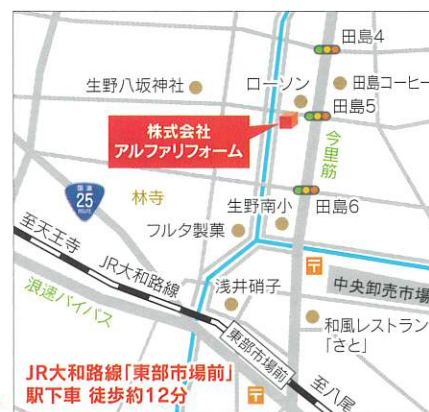 田島4
生野八坂神社
ローソン
田島コーヒー
田島5
株式会社
アルファリフォーム
今里筋
国道
25
ROUTE
林寺
生野南小
田島6
フルタ製菓
至天王寺
JR大和路線
中央卸売市場
浪速バイパス
浅井硝子
和風レストラン
「さと」
東部市場前
至八尾
JR大和路線「東部市場前」
駅下車 徒歩約12分